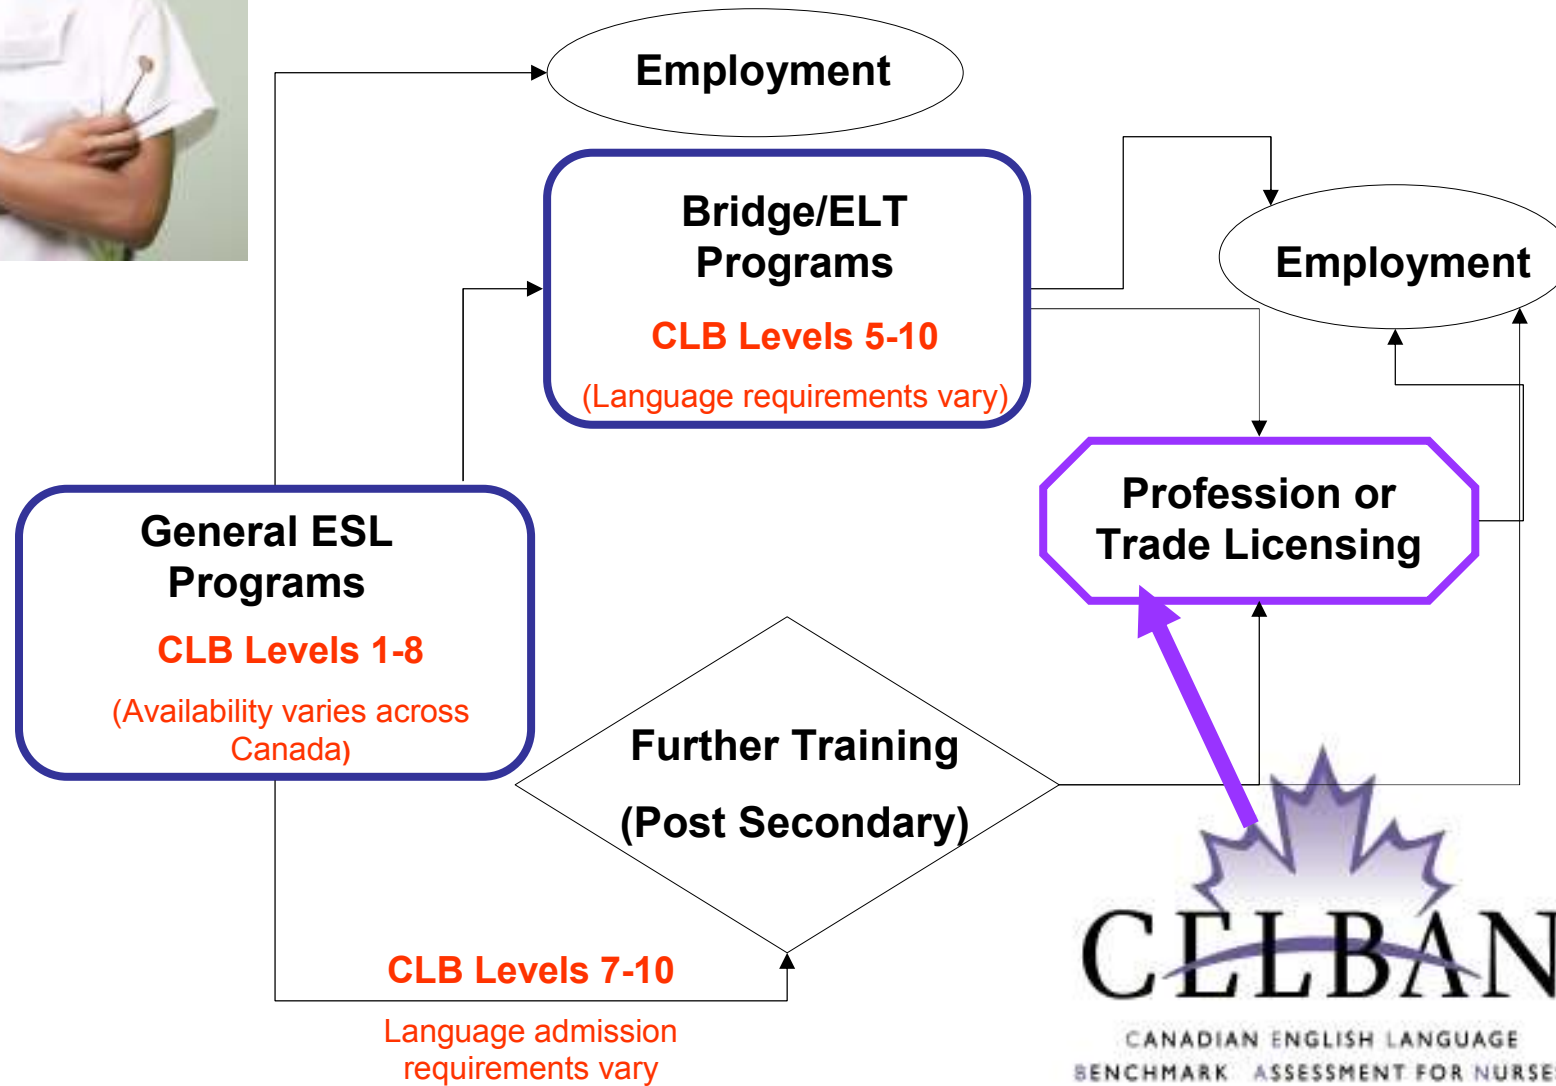 Employment
Bridge/ELT
Programs
CLB Levels 5-10
(Language requirements vary)
Employment
Profession or
Trade Licensing
General ESL
Programs
CLB Levels 1-8
(Availability varies across
Canada)
Further Training
(Post Secondary)
CLB Levels 7-10
Language admission
requirements vary
CELBAN
CANADIAN ENGLISH LANGUAGE
BENCHMARK ASSESSMENT FOR NURSES